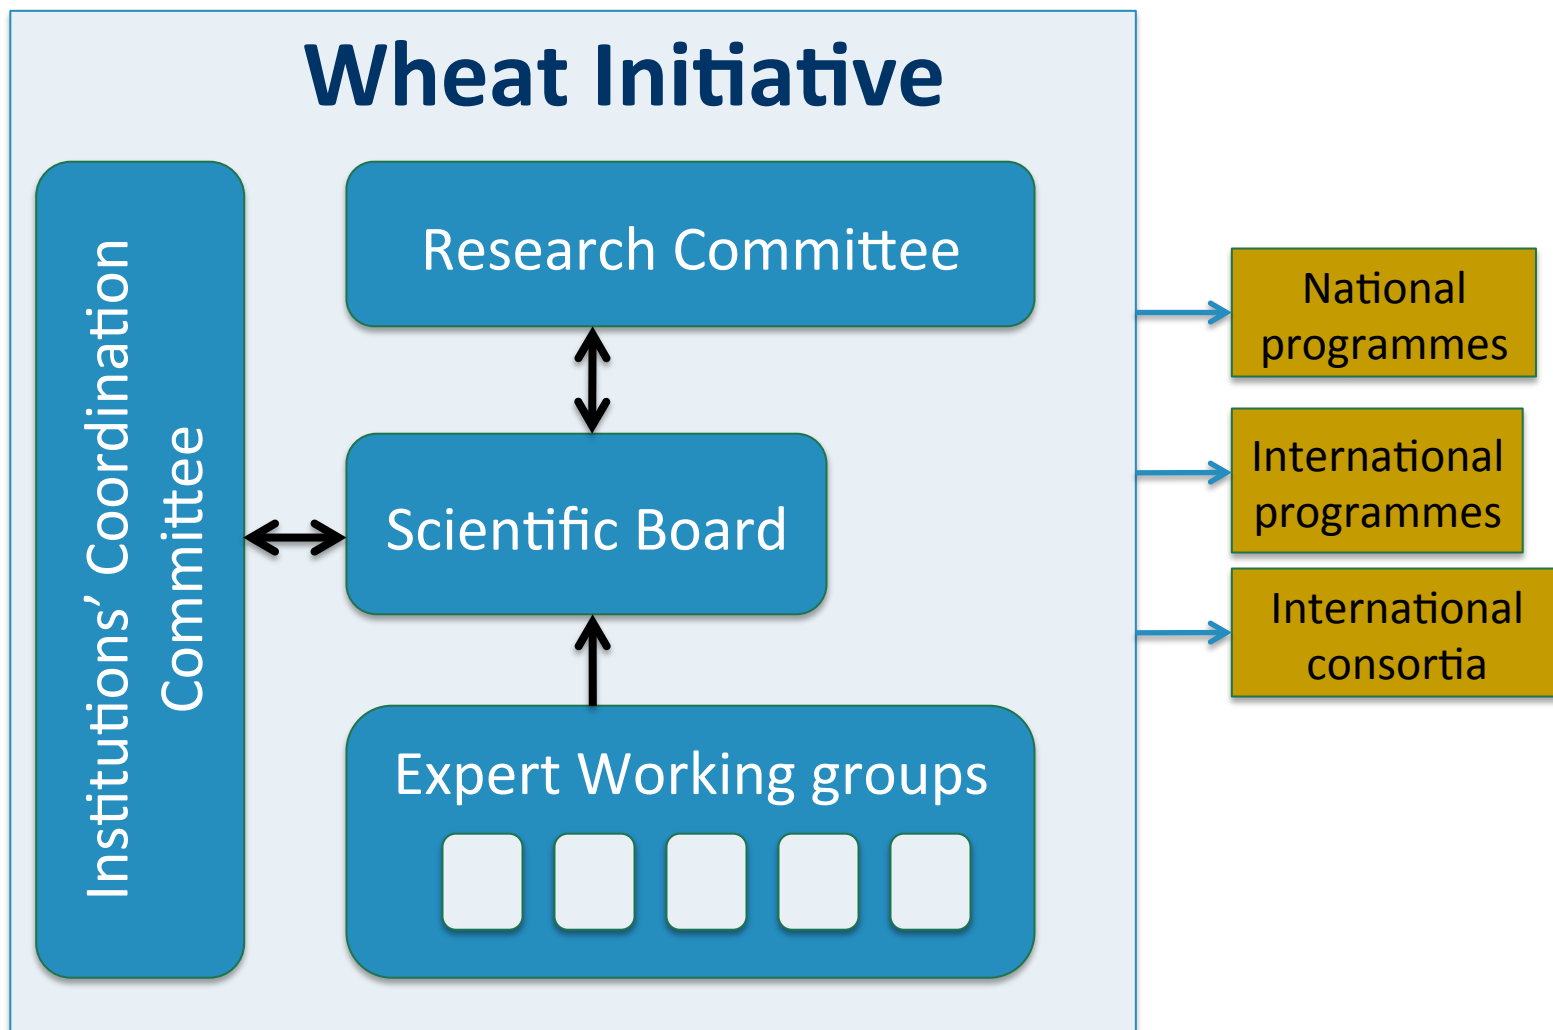 Wheat Initiative
Institutions’ Coordination
Committee
Research Committee
Scientific Board
Expert Working groups
National
programmes
International
programmes
International
consortia